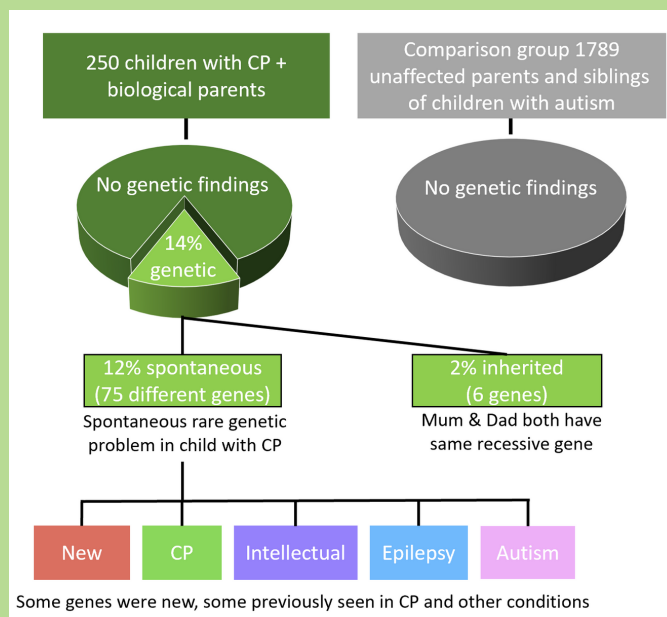 250 children with CP +
biological parents
Comparison group 1789
unaffected parents and siblings
of children with autism
No genetic findings
14%
genetic
No genetic findings
12% spontaneous
(75 different genes)
2% inherited
(6 genes)
Spontaneous rare genetic
problem in child with CP
Mum & Dad both have
same recessive gene
New
CP
Intellectual
Epilepsy
Autism
Some genes were new, some previously seen in CP and other conditions